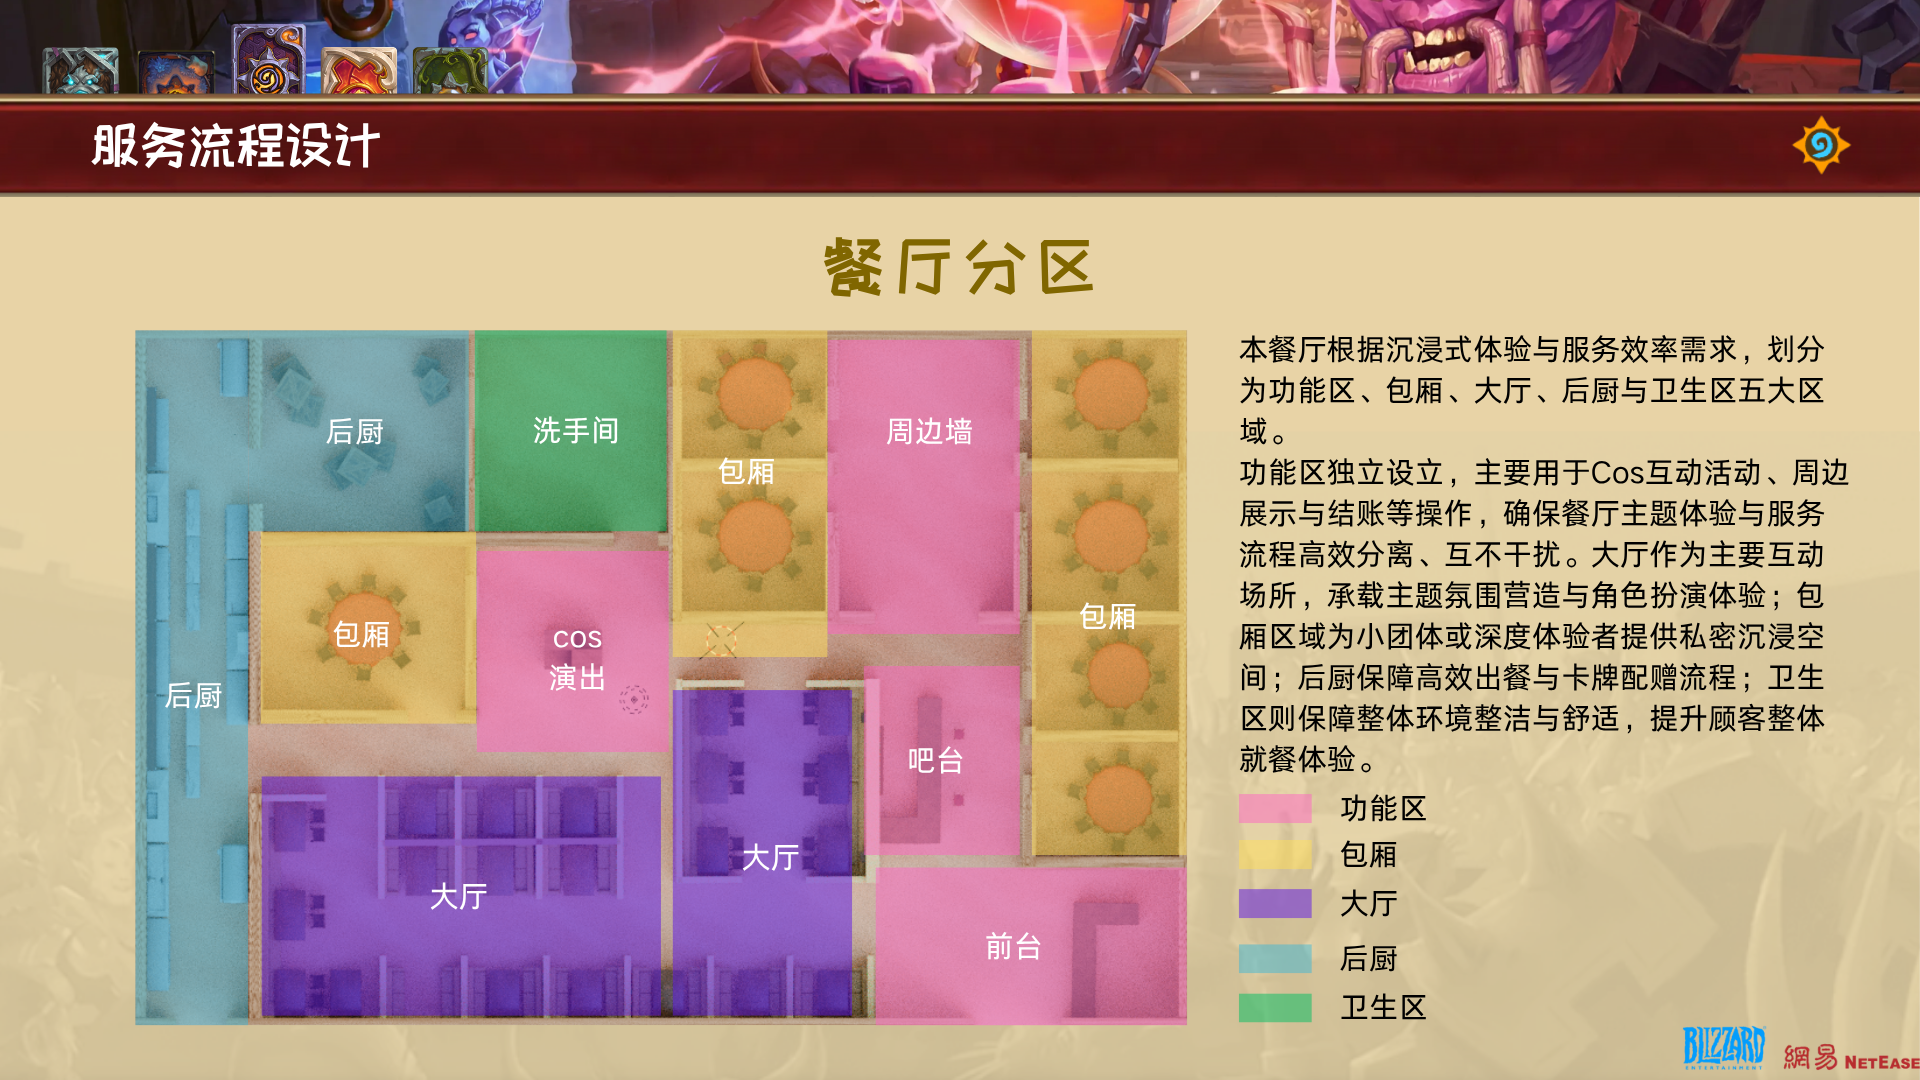 服务流程设计
餐厅分区
后厨
洗手间
包厢
周边墙
包厢
包厢
cos
演出
后厨
吧台
大厅
大厅
前台
本餐厅根据沉浸式体验与服务效率需求，划分
为功能区、包厢、大厅、后厨与卫生区五大区
域。
功能区独立设立，主要用于Cos互动活动、周边
展示与结账等操作，确保餐厅主题体验与服务
流程高效分离、互不干扰。大厅作为主要互动
场所，承载主题氛围营造与角色扮演体验；包
厢区域为小团体或深度体验者提供私密沉浸空
间；后厨保障高效出餐与卡牌配赠流程；卫生
区则保障整体环境整洁与舒适，提升顾客整体
就餐体验。
功能区
包厢
大厅
后厨
卫生区
BLIZZARD
ENTERTAINMENT
網易 NETEASE